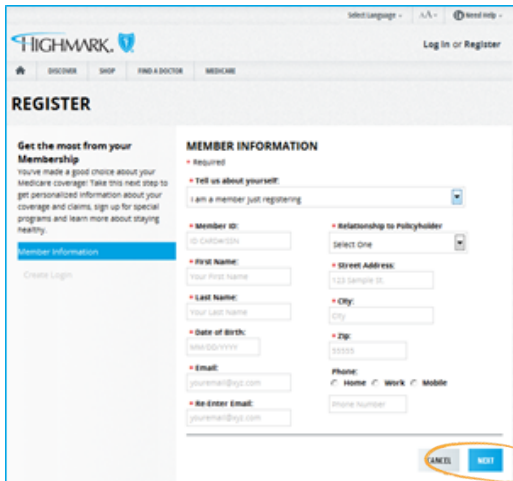 Select Language
AA
Need Help
HIGHMARK.
Log In or Register
DISCOVER SHOP FIND A DOCTOR MEDICARE
REGISTER
Get the most from your
Membership
You've made a good choice about your
Medicare coverage! Take this next step to
get personalized information about your
coverage and claims, sign up for special
programs and learn more about staying
healthy.
Member Information
Create Login
MEMBER INFORMATION
* Required
* Tell us about yourself:
I am a member just registering
* Member ID:
ID CARD#/SSN
* First Name:
Your First Name
* Last Name:
Your Last Name
* Date of Birth:
MM/DD/YYYY
* Email:
youremail@xyz.com
* Re-Enter Email:
youremail@xyz.com
* Relationship to Policyholder
Select One
* Street Address:
123 Sample St.
* City:
City
* Zip:
55555
Phone:
Home Work Mobile
Phone Number
CANCEL NEXT